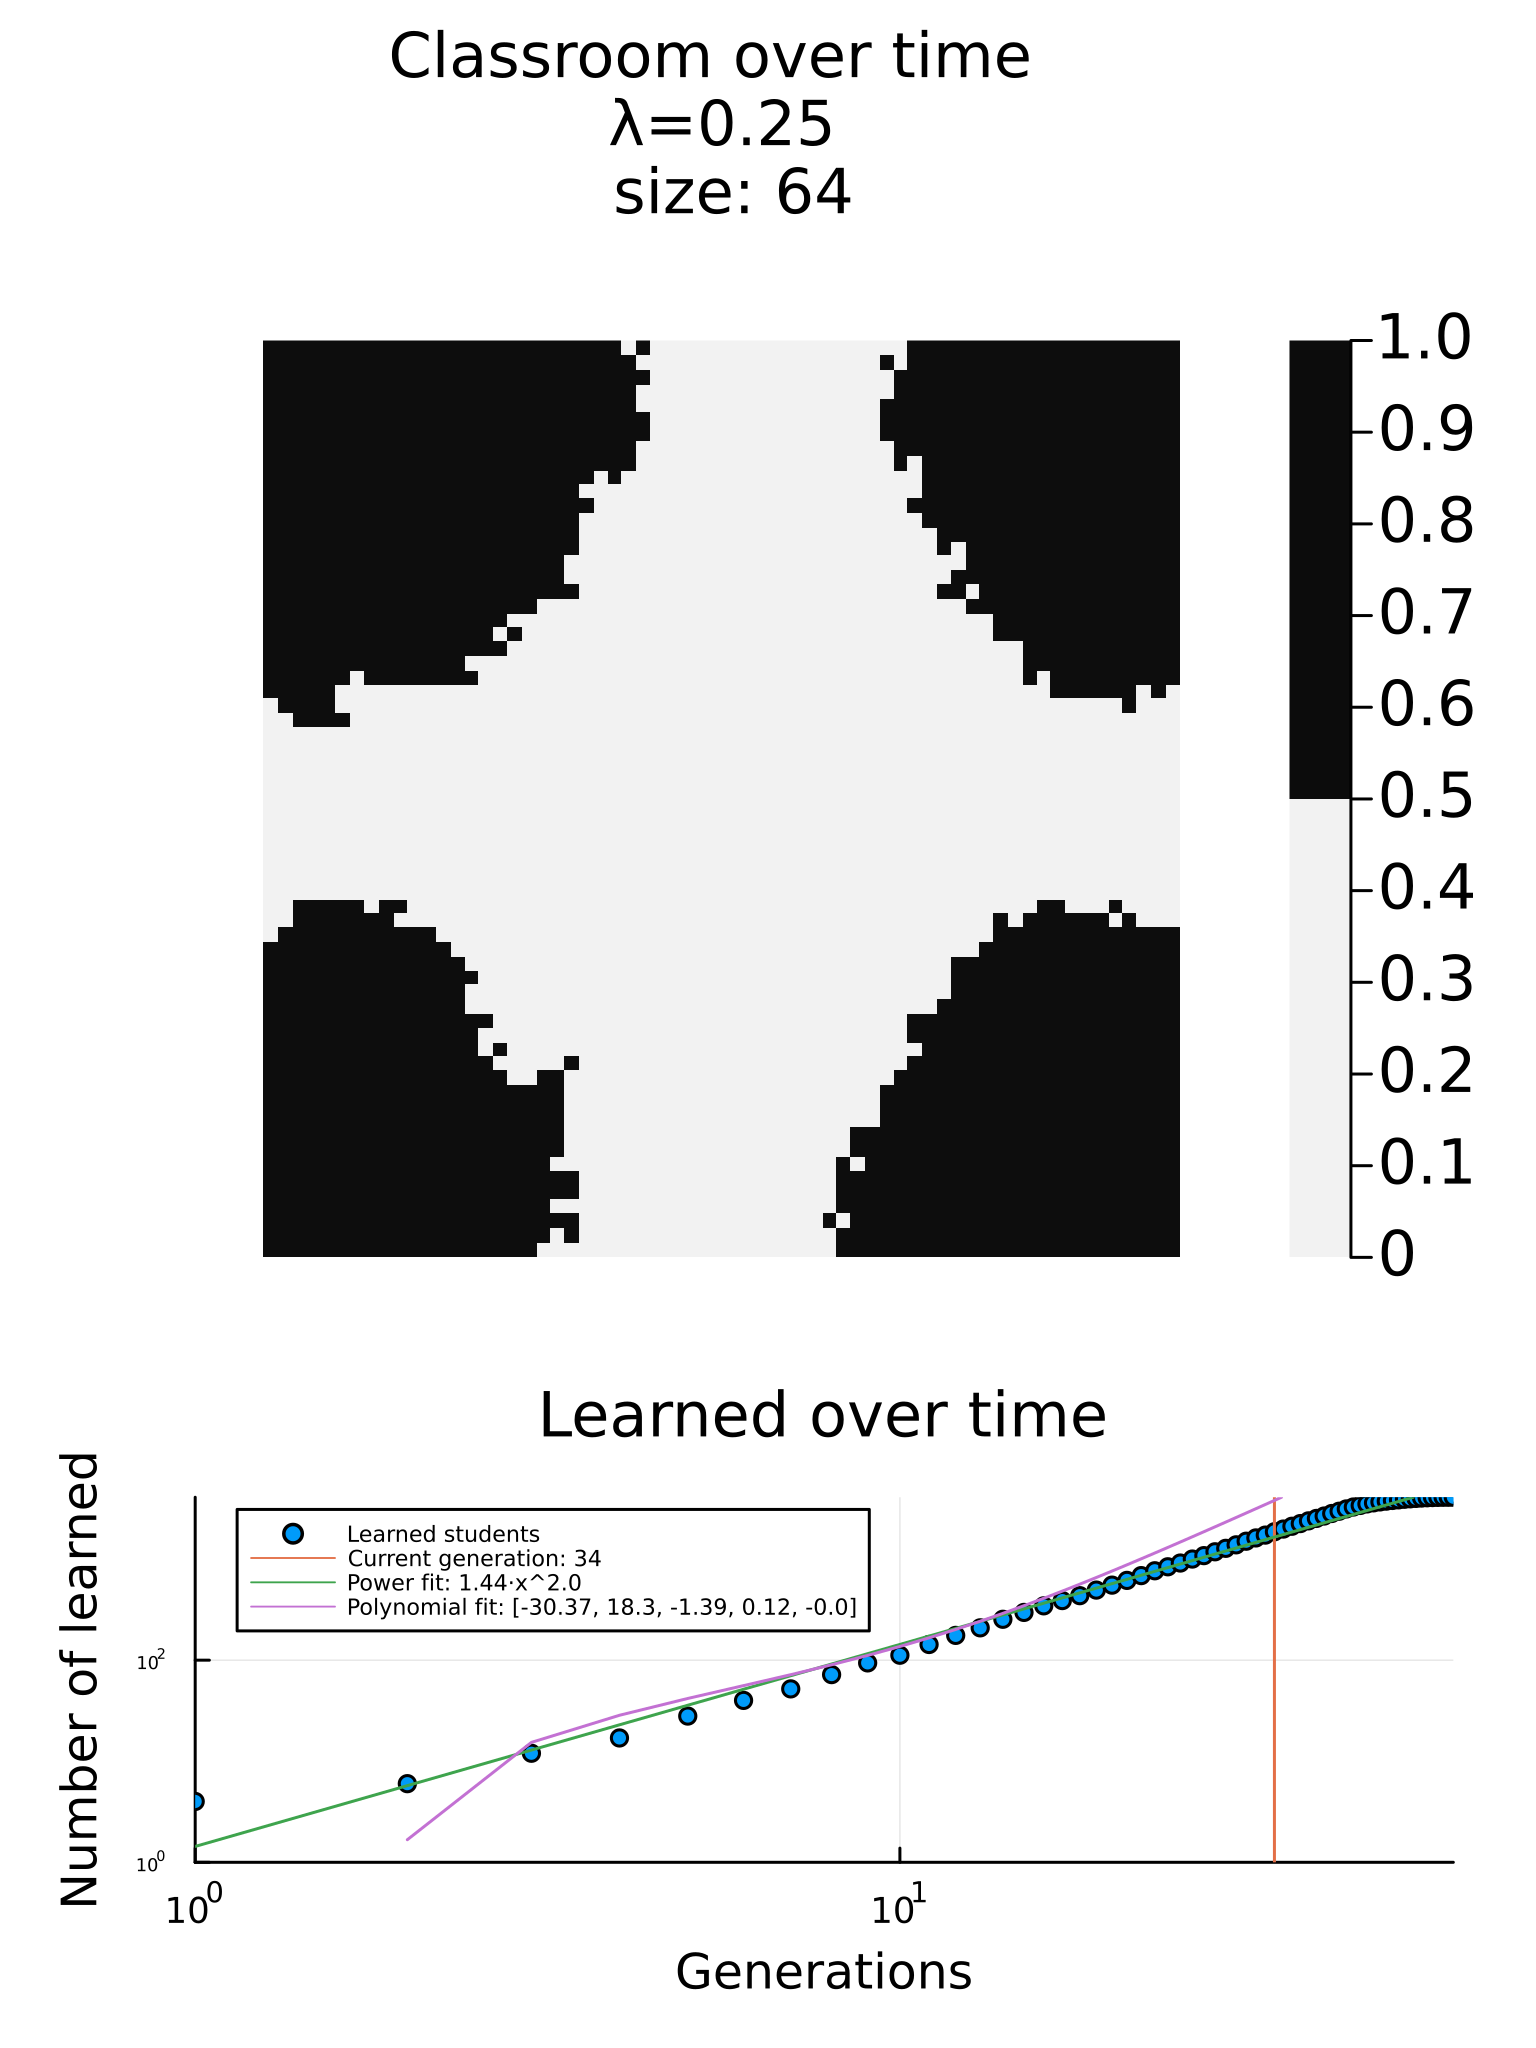 Classroom over time
λ=0.25
size: 64
1.0
0.9
0.8
0.7
0.6
0.5
0.4
0.3
0.2
0.1
0
Learned over time
Number of learned
Learned students
Current generation: 34
Power fit: 1.44·x^2.0
Polynomial fit: [-30.37, 18.3, -1.39, 0.12, -0.0]
10²
10⁰
10⁰ 10¹
Generations